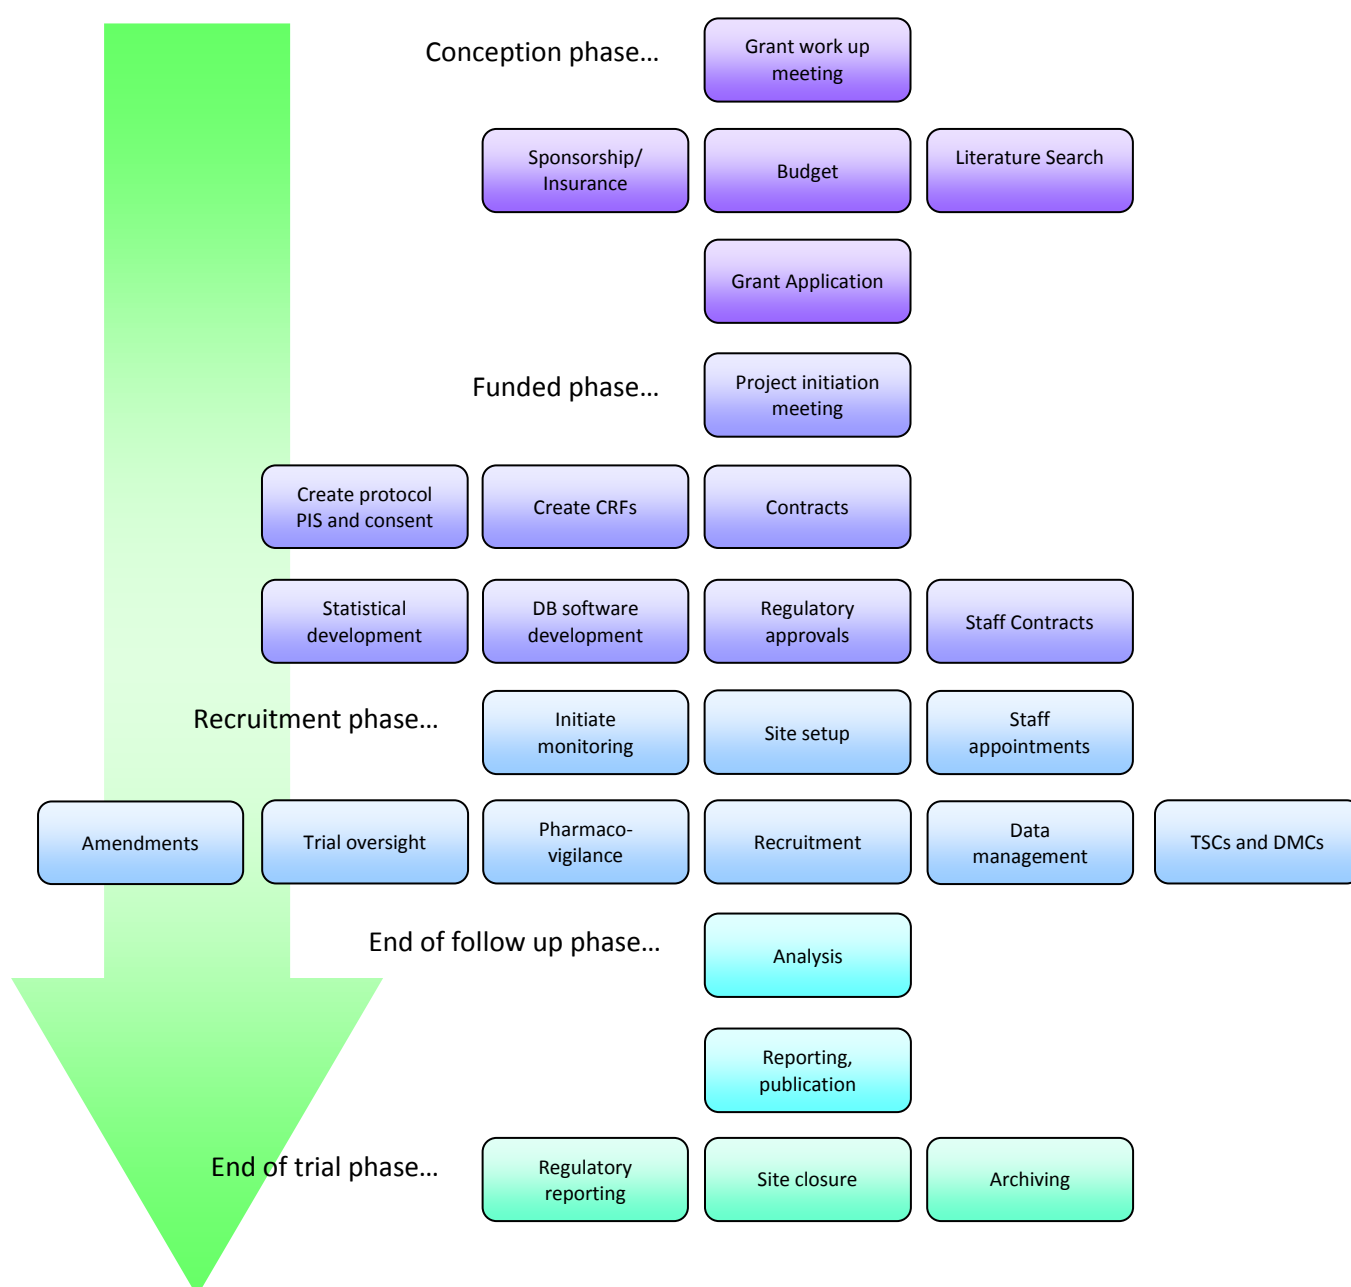 Conception phase...
Grant work up
meeting
Sponsorship/
Insurance
Budget
Literature Search
Grant Application
Funded phase...
Project initiation
meeting
Create protocol
PIS and consent
Create CRFs
Contracts
Statistical
development
DB software
development
Regulatory
approvals
Staff Contracts
Recruitment phase...
Initiate
monitoring
Site setup
Staff
appointments
Amendments
Trial oversight
Pharmaco-
vigilance
Recruitment
Data
management
TSCs and DMCs
End of follow up phase...
Analysis
Reporting,
publication
End of trial phase...
Regulatory
reporting
Site closure
Archiving